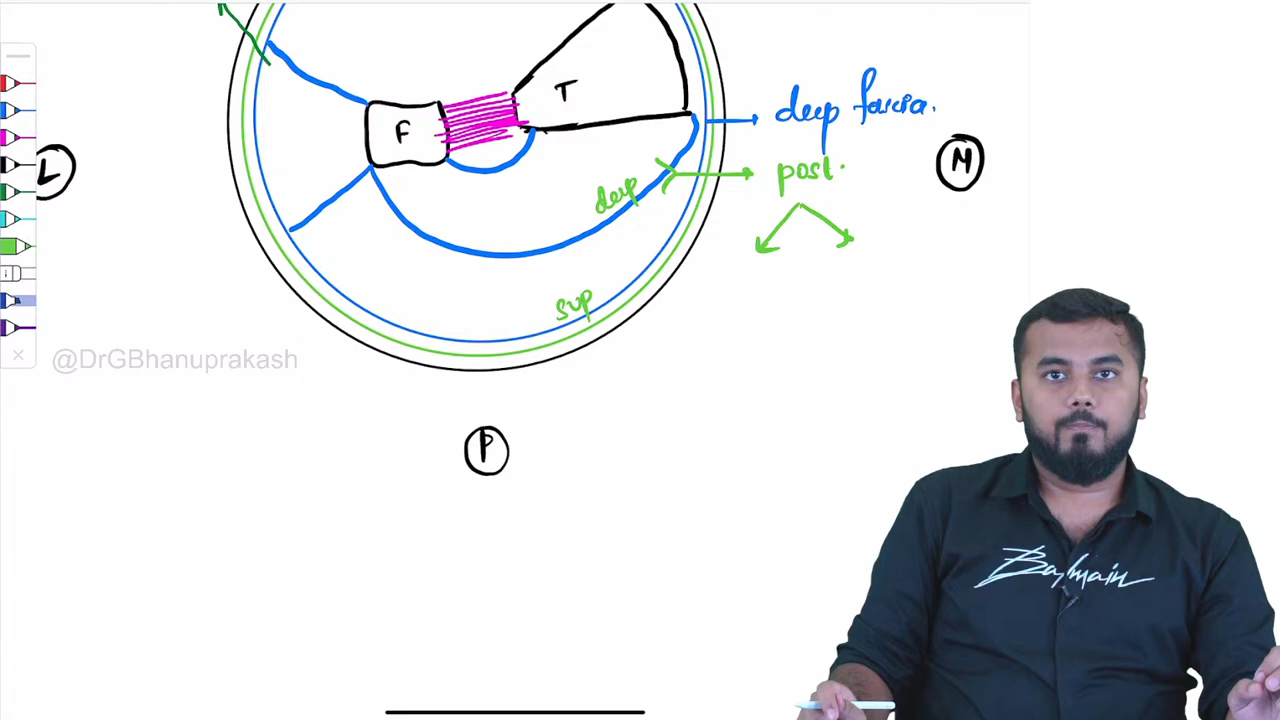 T
F
deep fascia.
L
M
post.
deep
sup
@DrGBhanuprakash
P
Balmain